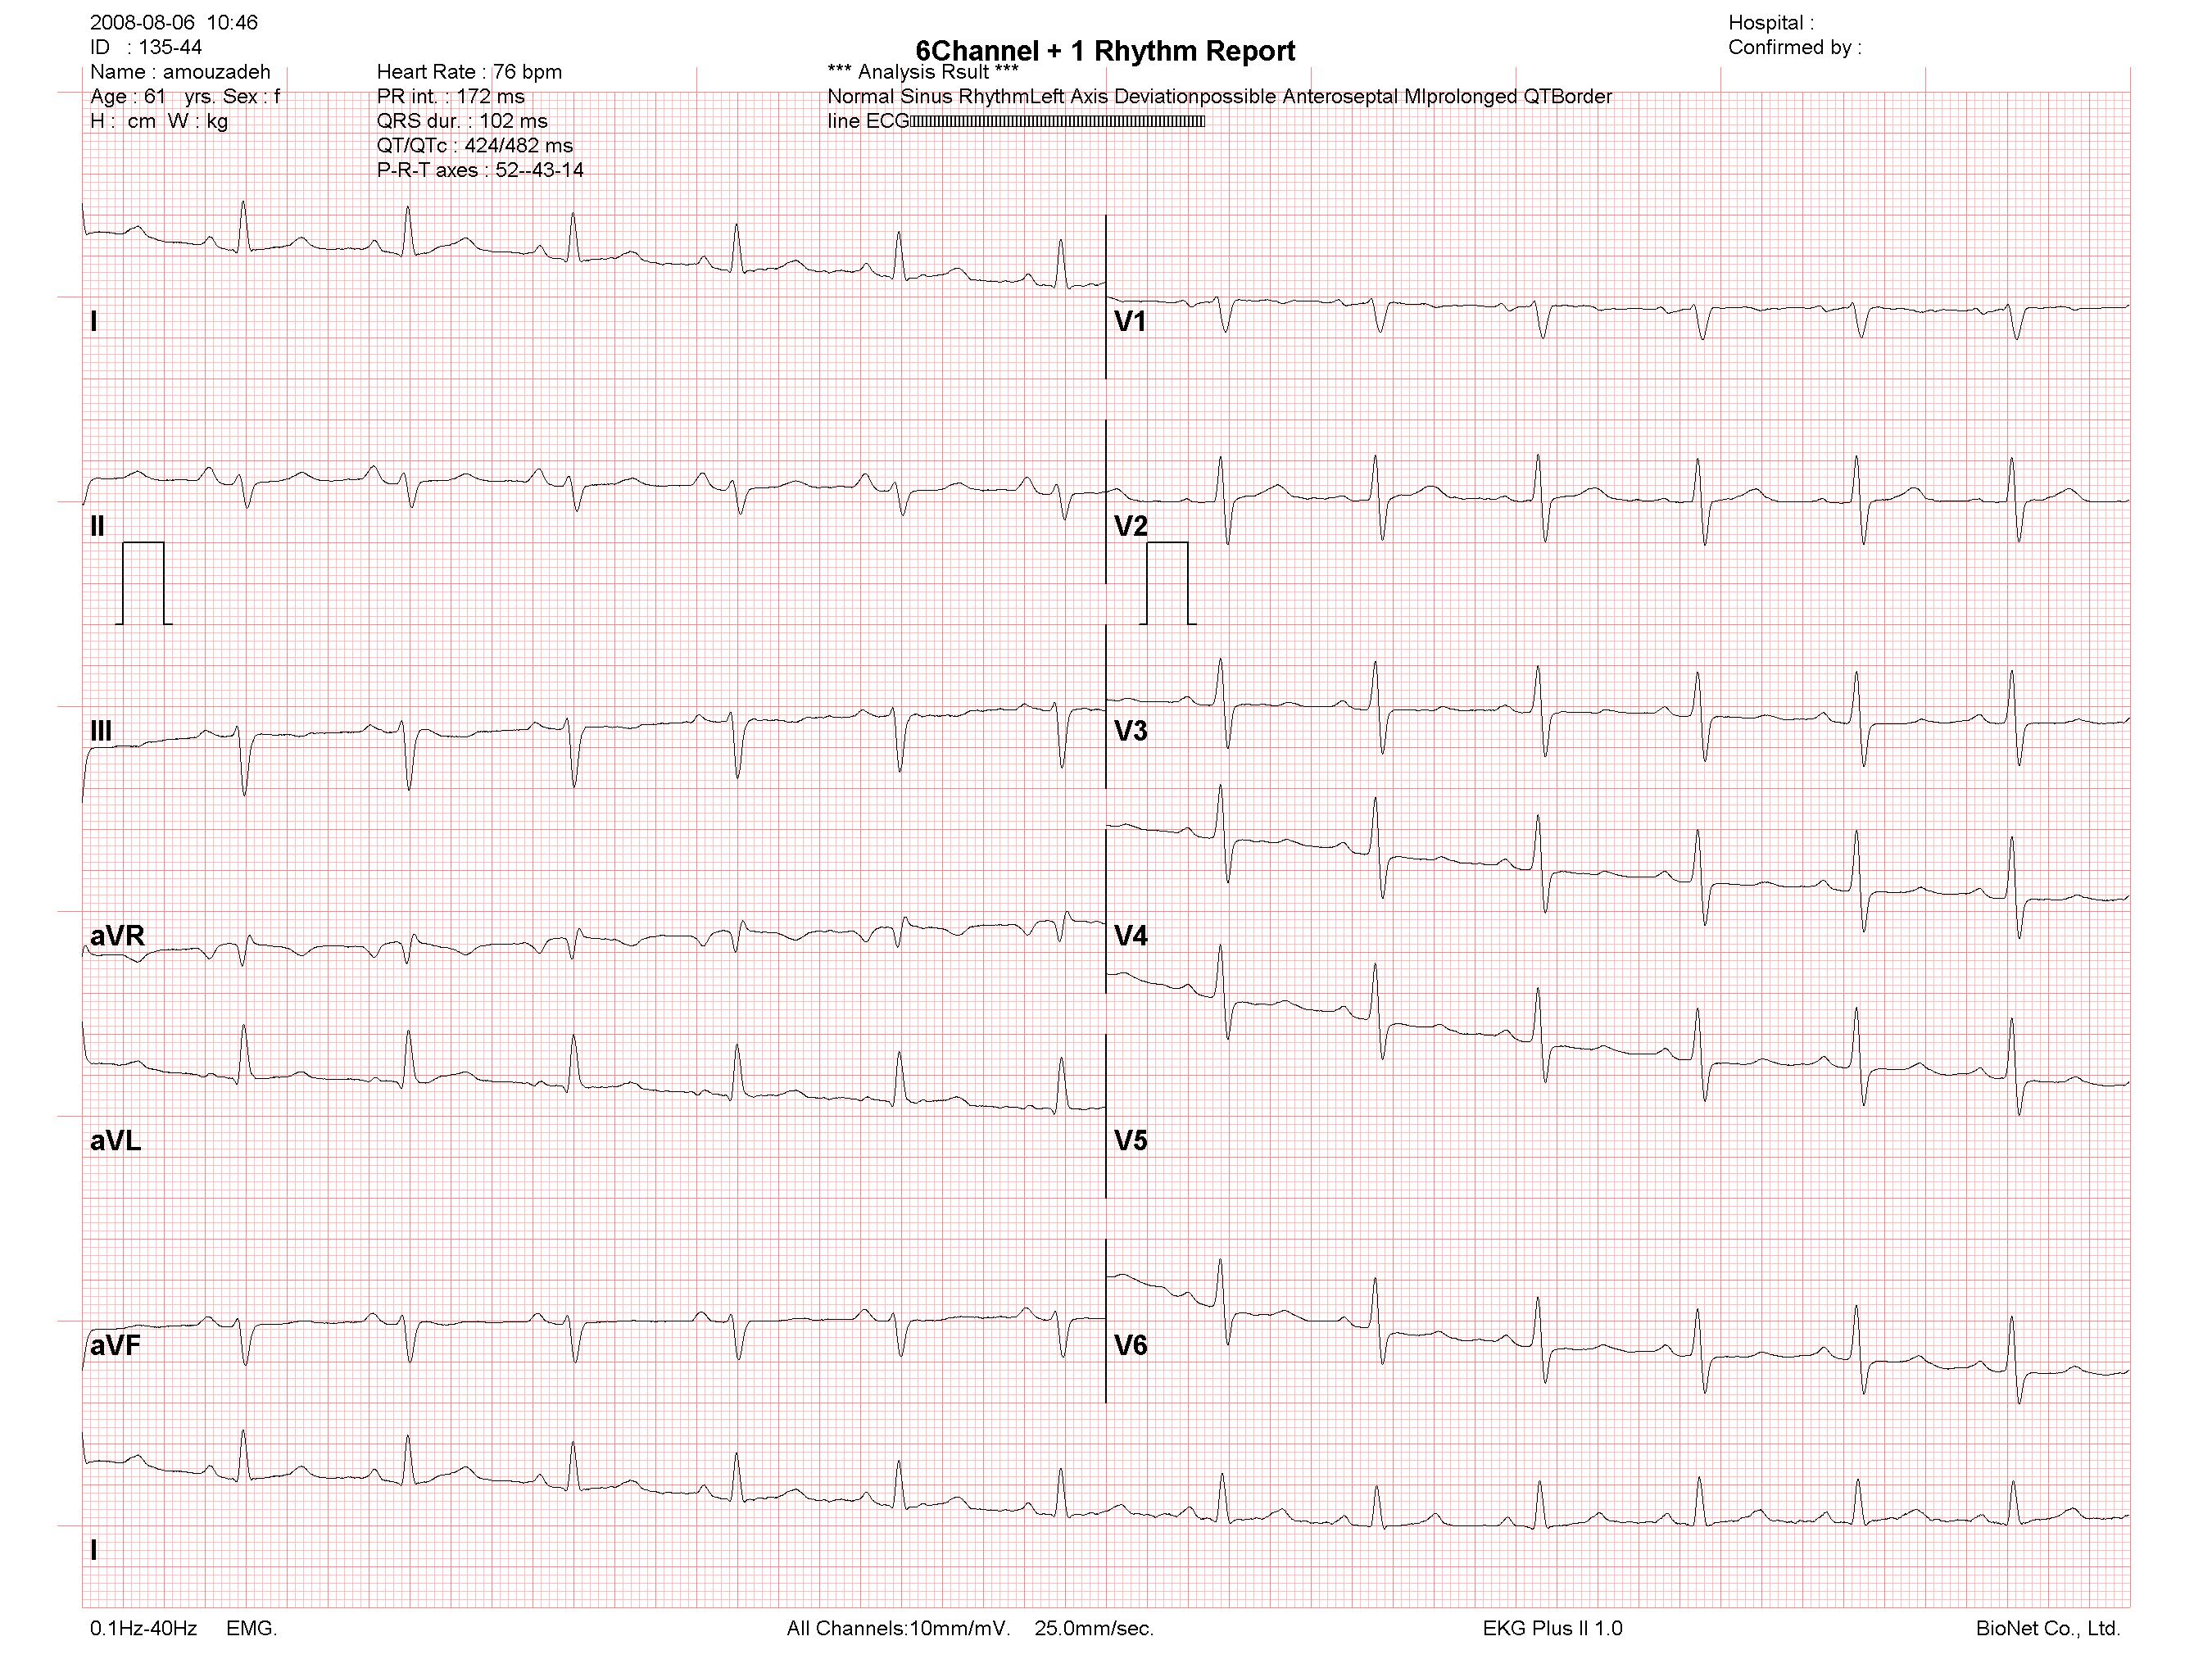 2008-08-06 10:46
ID : 135-44
Name : amouzadeh
Age : 61 yrs. Sex : f
H : cm W : kg
Heart Rate : 76 bpm
PR int. : 172 ms
QRS dur. : 102 ms
QT/QTc : 424/482 ms
P-R-T axes : 52--43-14
6Channel + 1 Rhythm Report
*** Analysis Rsult ***
Normal Sinus RhythmLeft Axis Deviationpossible Anteroseptal MIprolonged QTBorder
line ECG
Hospital :
Confirmed by :
I
V1
II
V2
III
V3
aVR
V4
aVL
V5
aVF
V6
I
0.1Hz-40Hz EMG.
All Channels:10mm/mV. 25.0mm/sec.
EKG Plus II 1.0
BioNet Co., Ltd.